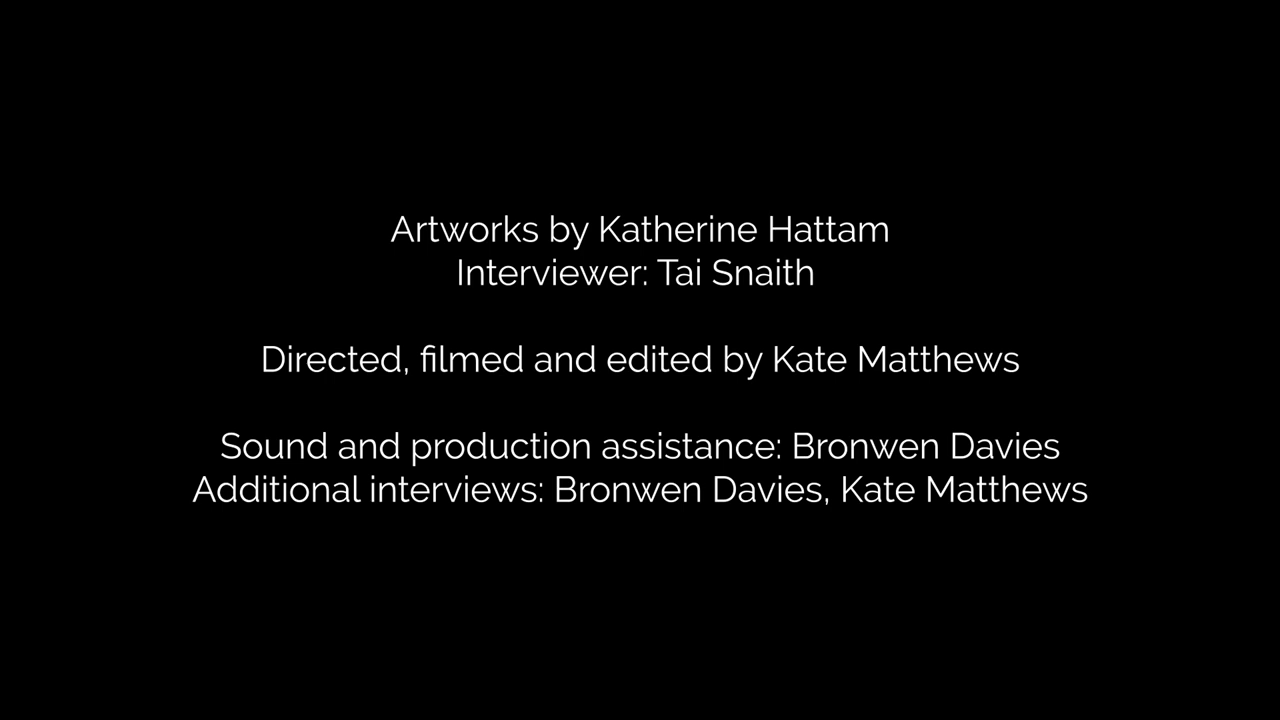 Artworks by Katherine Hattam
Interviewer: Tai Snaith
Directed, filmed and edited by Kate Matthews
Sound and production assistance: Bronwen Davies
Additional interviews: Bronwen Davies, Kate Matthews